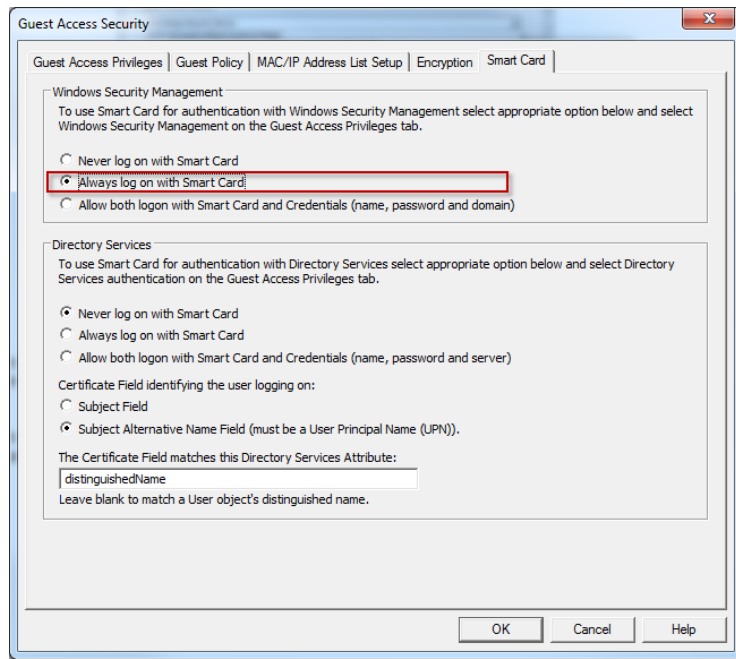 Guest Access Security
Guest Access Privileges Guest Policy MAC/IP Address List Setup Encryption Smart Card
Windows Security Management
To use Smart Card for authentication with Windows Security Management select appropriate option below and select
Windows Security Management on the Guest Access Privileges tab.
Never log on with Smart Card
Always log on with Smart Card
Allow both logon with Smart Card and Credentials (name, password and domain)
Directory Services
To use Smart Card for authentication with Directory Services select appropriate option below and select Directory
Services authentication on the Guest Access Privileges tab.
Never log on with Smart Card
Always log on with Smart Card
Allow both logon with Smart Card and Credentials (name, password and server)
Certificate Field identifying the user logging on:
Subject Field
Subject Alternative Name Field (must be a User Principal Name (UPN)).
The Certificate Field matches this Directory Services Attribute:
distinguishedName
Leave blank to match a User object's distinguished name.
OK Cancel Help